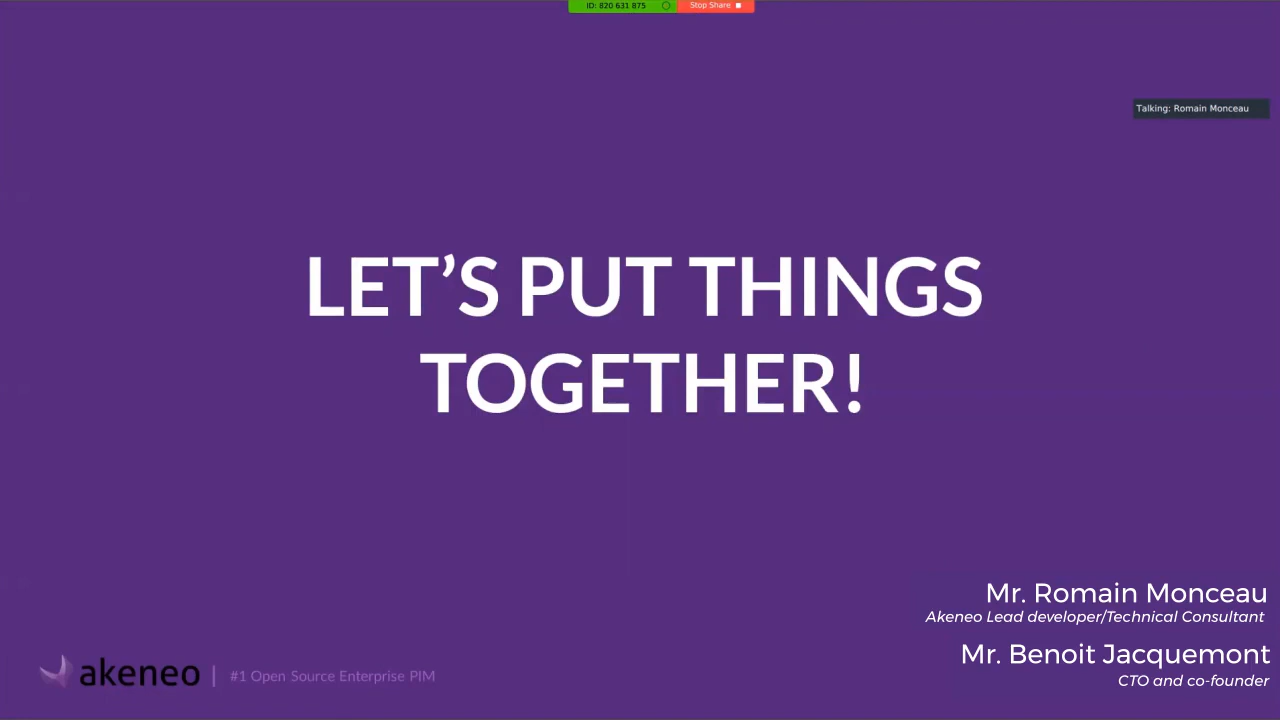 ID: 820 631 875 Stop Share
Talking: Romain Monceau
LET’S PUT THINGS
TOGETHER!
Mr. Romain Monceau
Akeneo Lead developer/Technical Consultant
Mr. Benoit Jacquemont
CTO and co-founder
akeneo | #1 Open Source Enterprise PIM